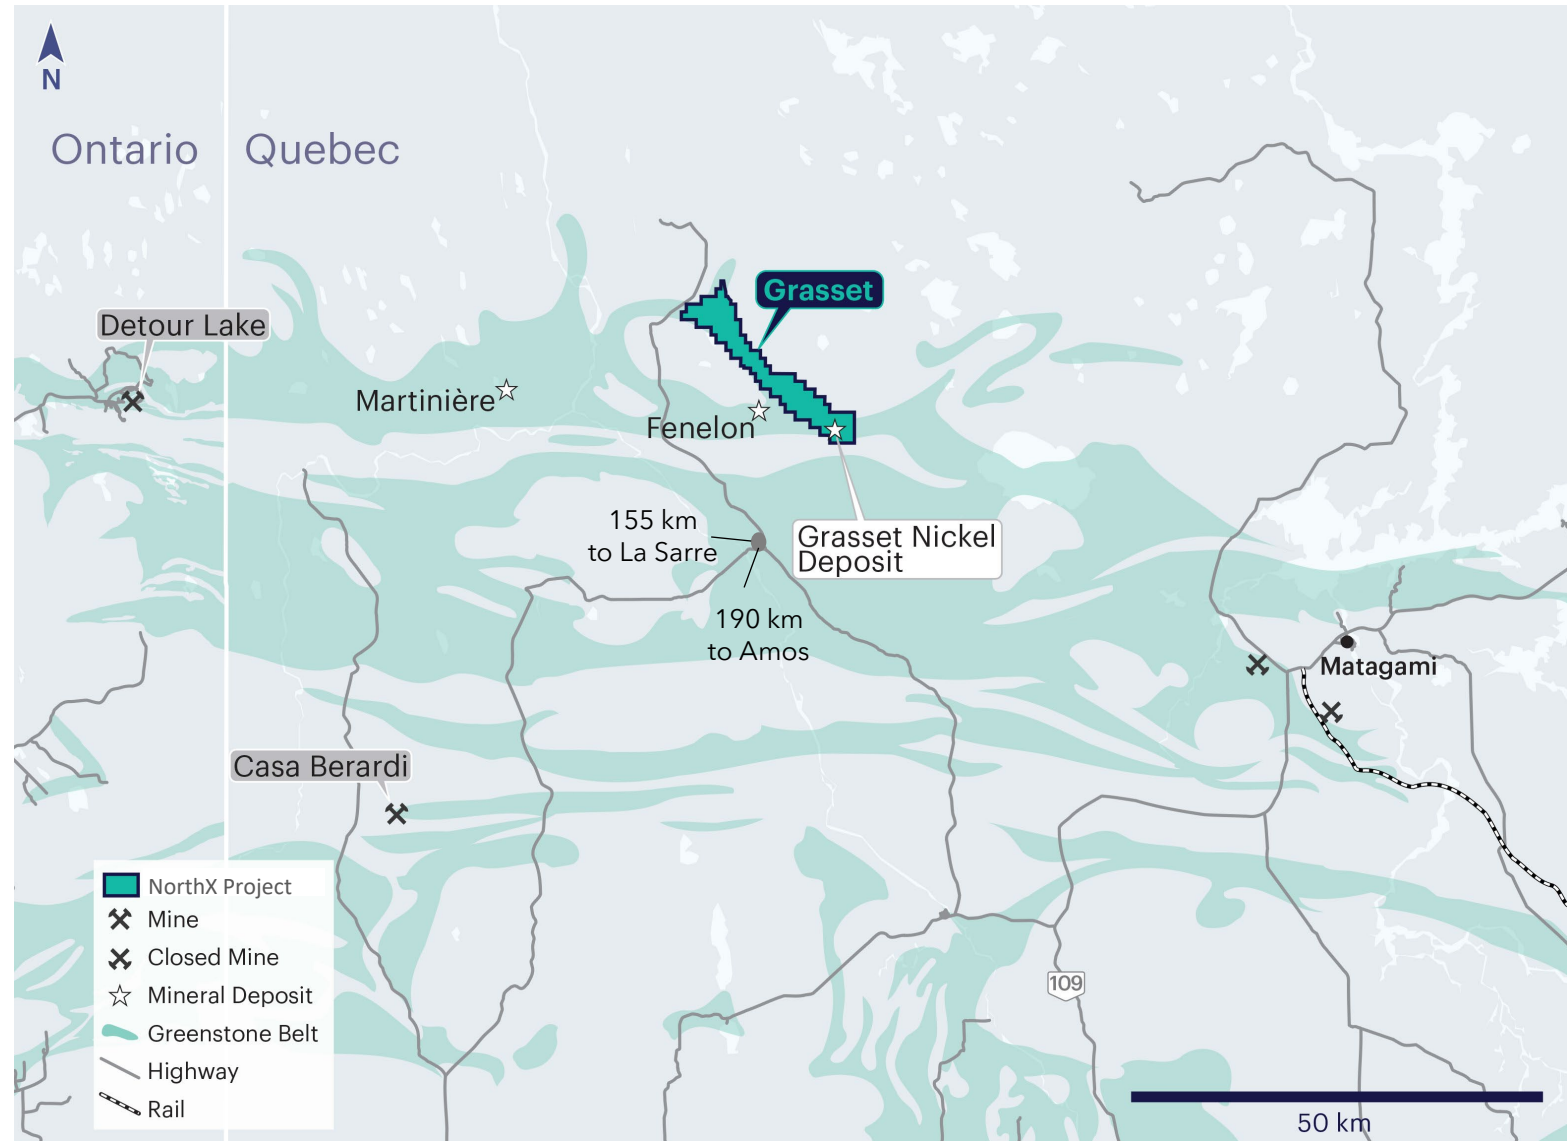 N
Ontario
Quebec
Grasset
Detour Lake
Martinière
Fenelon
155 km
to La Sarre
Grasset Nickel
Deposit
190 km
to Amos
Matagami
Casa Berardi
NorthX Project
Mine
Closed Mine
Mineral Deposit
Greenstone Belt
Highway
Rail
109
50 km